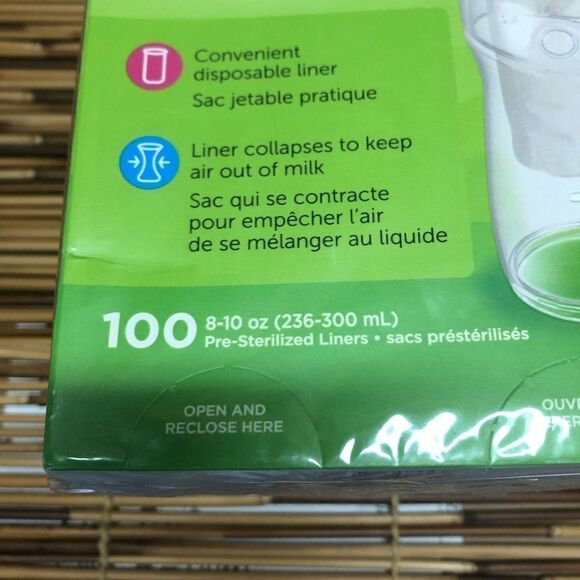 Convenient
disposable liner
Sac jetable pratique
Liner collapses to keep
air out of milk
Sac qui se contracte
pour empêcher l'air
de se mélanger au liquide
100 8-10 oz (236-300 mL)
Pre-Sterilized Liners • sacs préstérilisés
OPEN AND
RECLOSE HERE